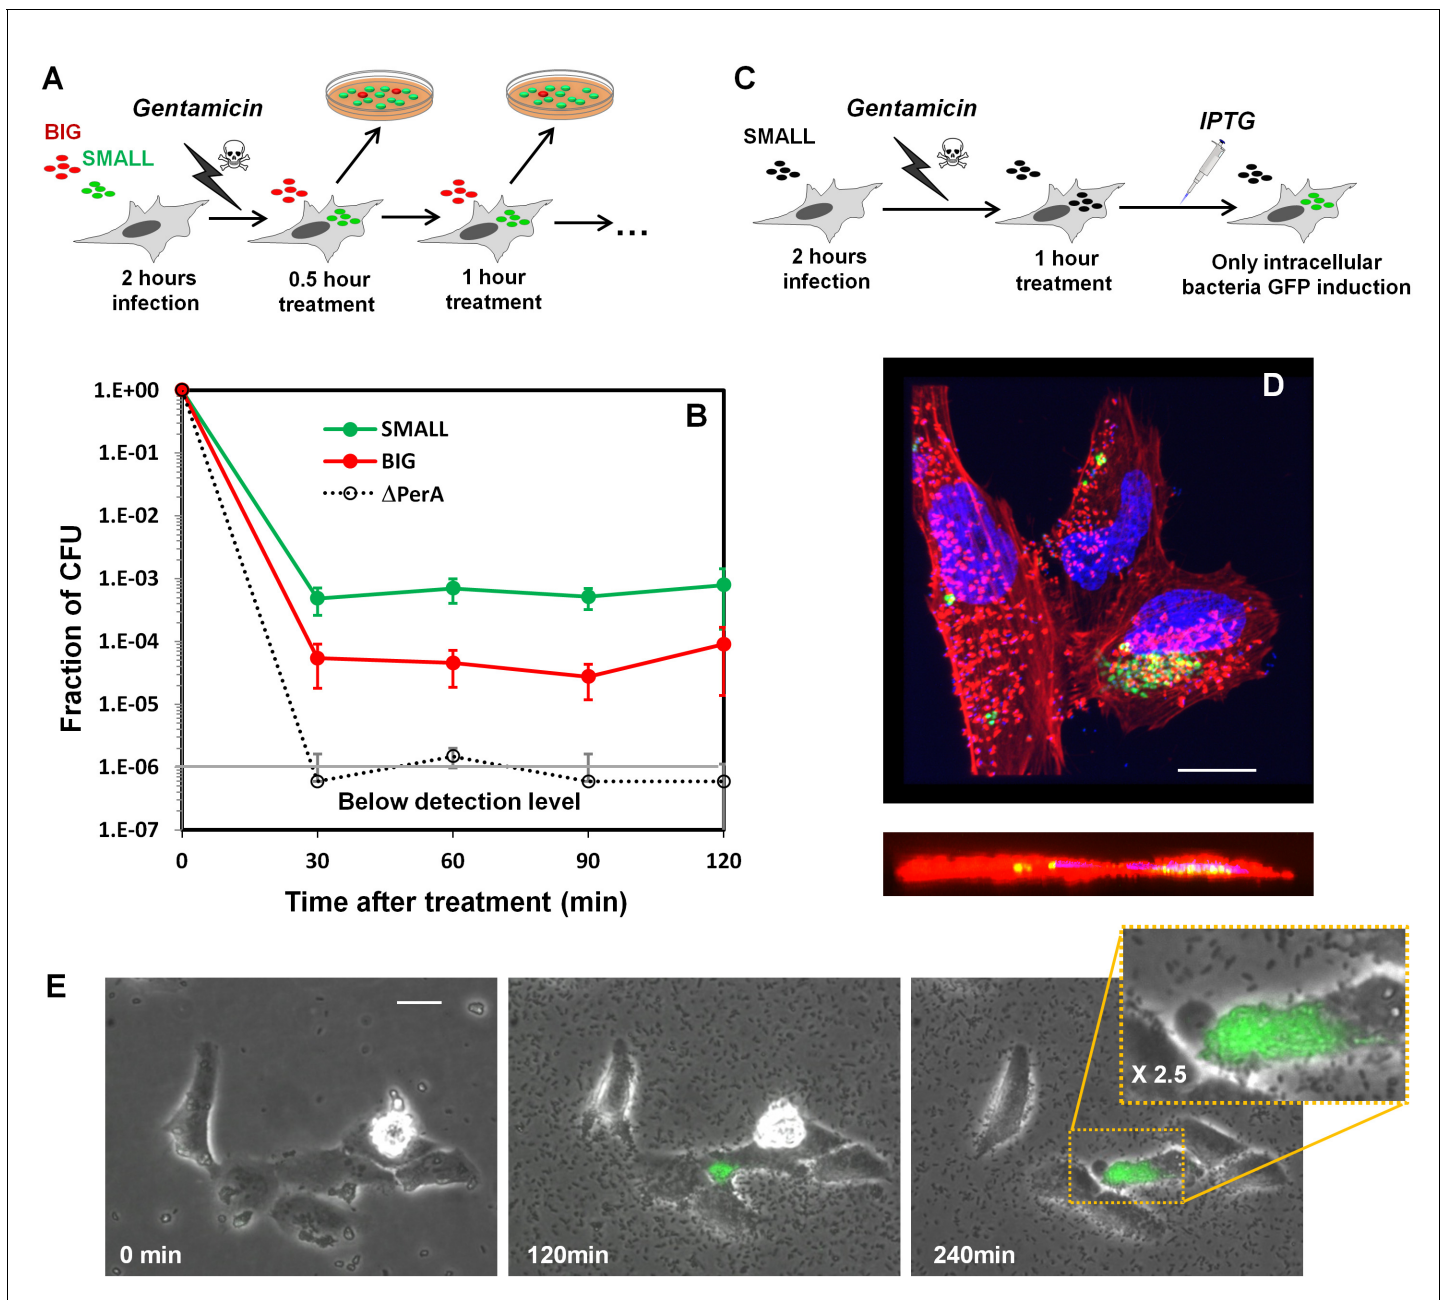 A
Gentamicin
BIG
SMALL
...
2 hours
infection
0.5 hour
treatment
1 hour
treatment
C
Gentamicin
SMALL
IPTG
2 hours
infection
1 hour
treatment
Only intracellular
bacteria GFP induction
B
1.E+00
1.E-01
1.E-02
1.E-03
1.E-04
1.E-05
1.E-06
1.E-07
Fraction of CFU
SMALL
BIG
ΔPerA
Below detection level
0
30
60
90
120
Time after treatment (min)
D
E
0 min
120min
240min
X 2.5